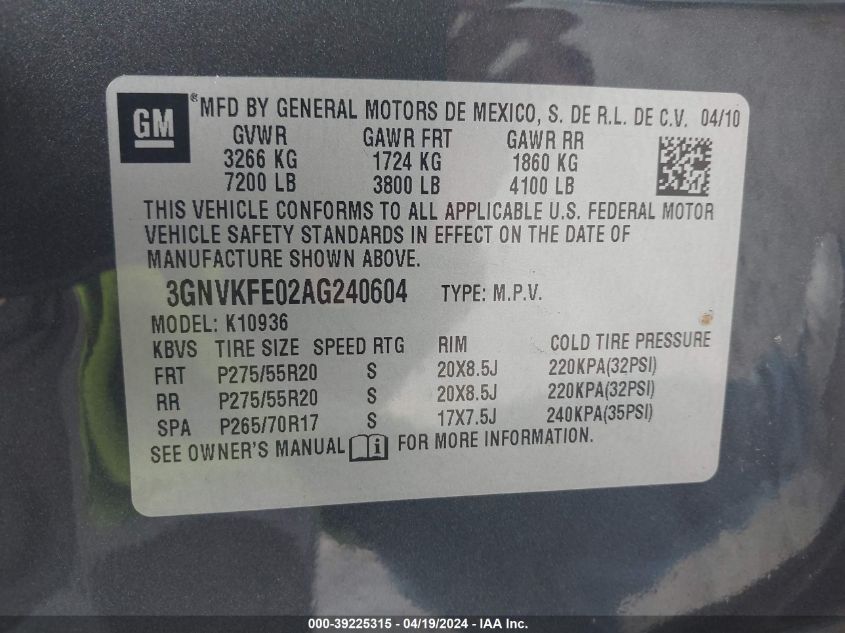 GM ® MFD BY GENERAL MOTORS DE MEXICO, S. DE R.L. DE C.V. 04/10
GVWR GAWR FRT GAWR RR
3266 KG 1724 KG 1860 KG
7200 LB 3800 LB 4100 LB
THIS VEHICLE CONFORMS TO ALL APPLICABLE U.S. FEDERAL MOTOR
VEHICLE SAFETY STANDARDS IN EFFECT ON THE DATE OF
MANUFACTURE SHOWN ABOVE.
3GNVKFE02AG240604 TYPE: M.P.V.
MODEL: K10936
KBVS TIRE SIZE SPEED RTG RIM COLD TIRE PRESSURE
FRT P275/55R20 S 20X8.5J 220KPA(32PSI)
RR P275/55R20 S 20X8.5J 220KPA(32PSI)
SPA P265/70R17 S 17X7.5J 240KPA(35PSI)
SEE OWNER'S MANUAL i FOR MORE INFORMATION.
000-39225315 - 04/19/2024 - IAA Inc.